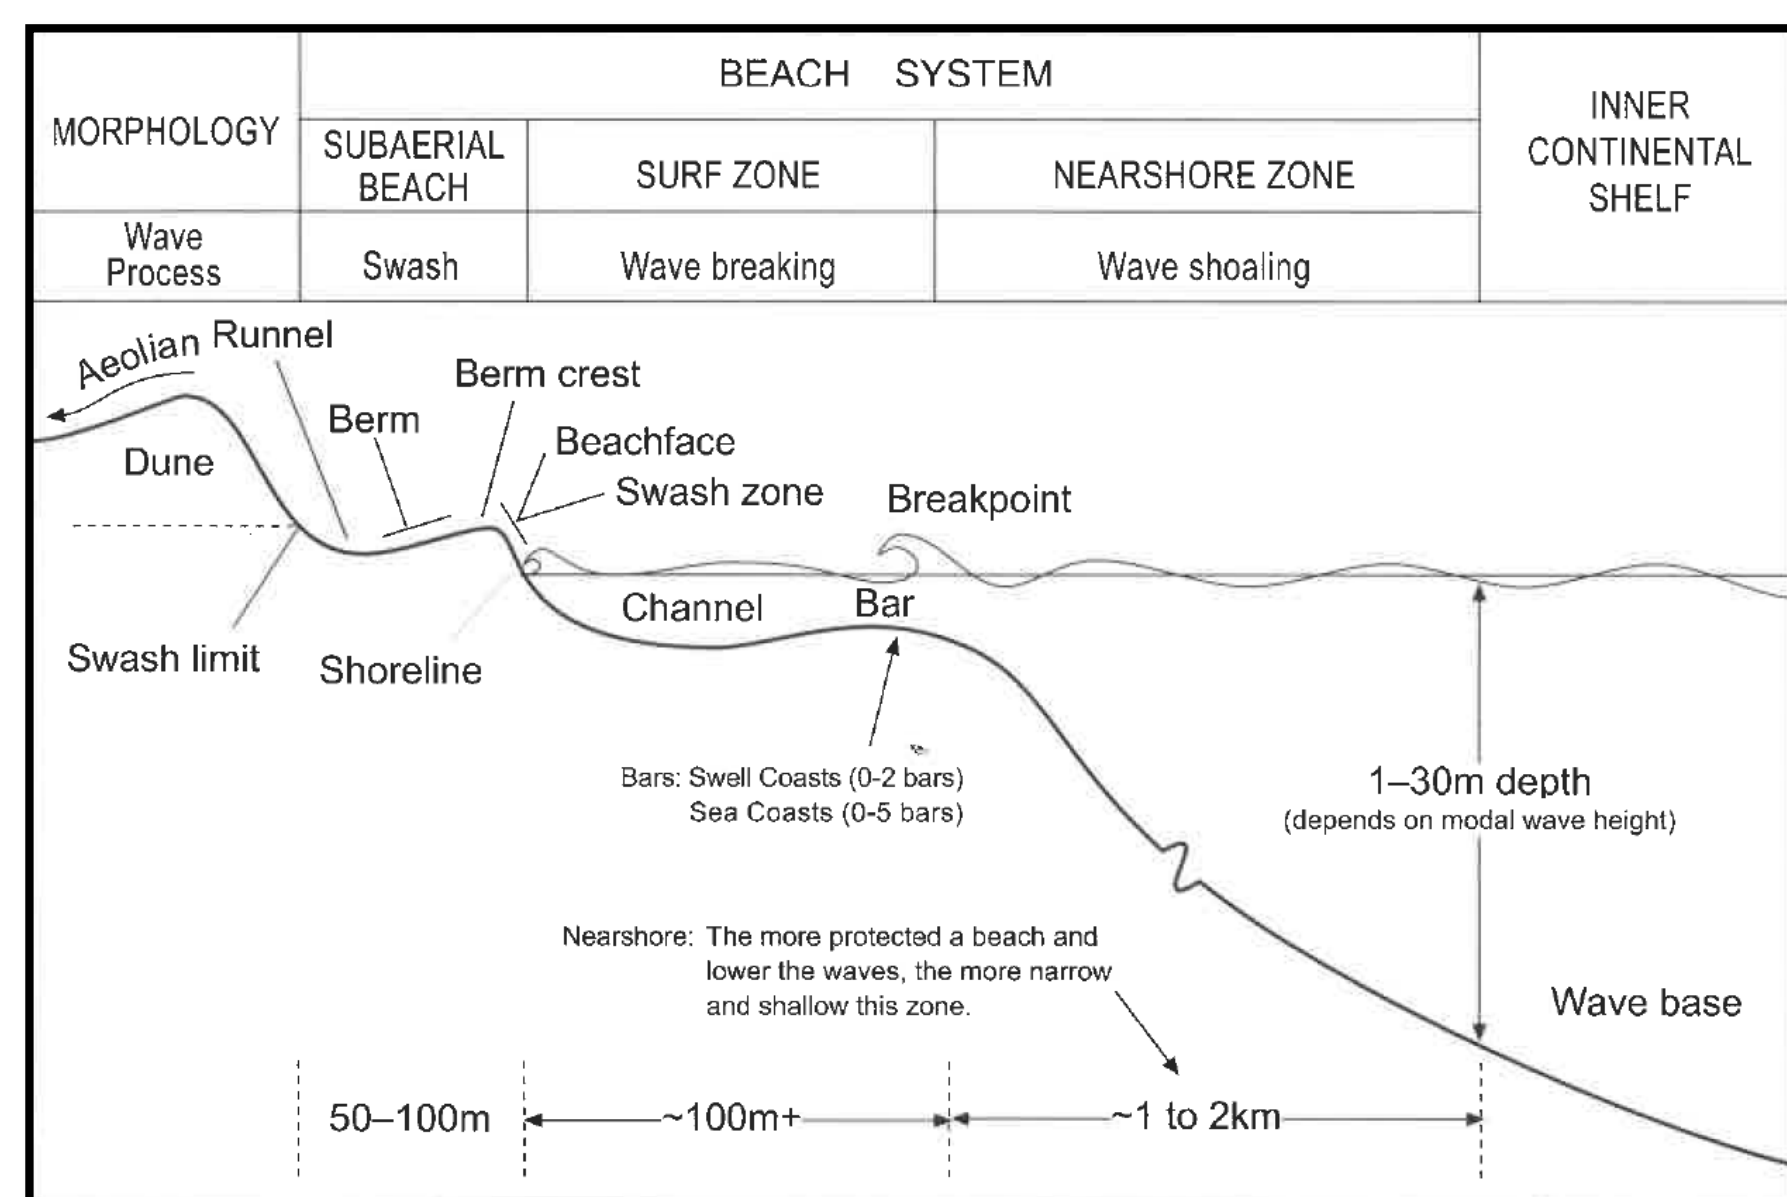 BEACH SYSTEM
MORPHOLOGY
SUBAERIAL
BEACH
SURF ZONE
NEARSHORE ZONE
INNER
CONTINENTAL
SHELF
Wave
Process
Swash
Wave breaking
Wave shoaling
Aeolian
Runnel
Berm crest
Berm
Beachface
Dune
Swash zone
Breakpoint
Channel
Bar
Swash limit
Shoreline
Bars: Swell Coasts (0-2 bars)
Sea Coasts (0-5 bars)
1–30m depth
(depends on modal wave height)
Nearshore: The more protected a beach and
lower the waves, the more narrow
and shallow this zone.
Wave base
50–100m
~100m+
~1 to 2km